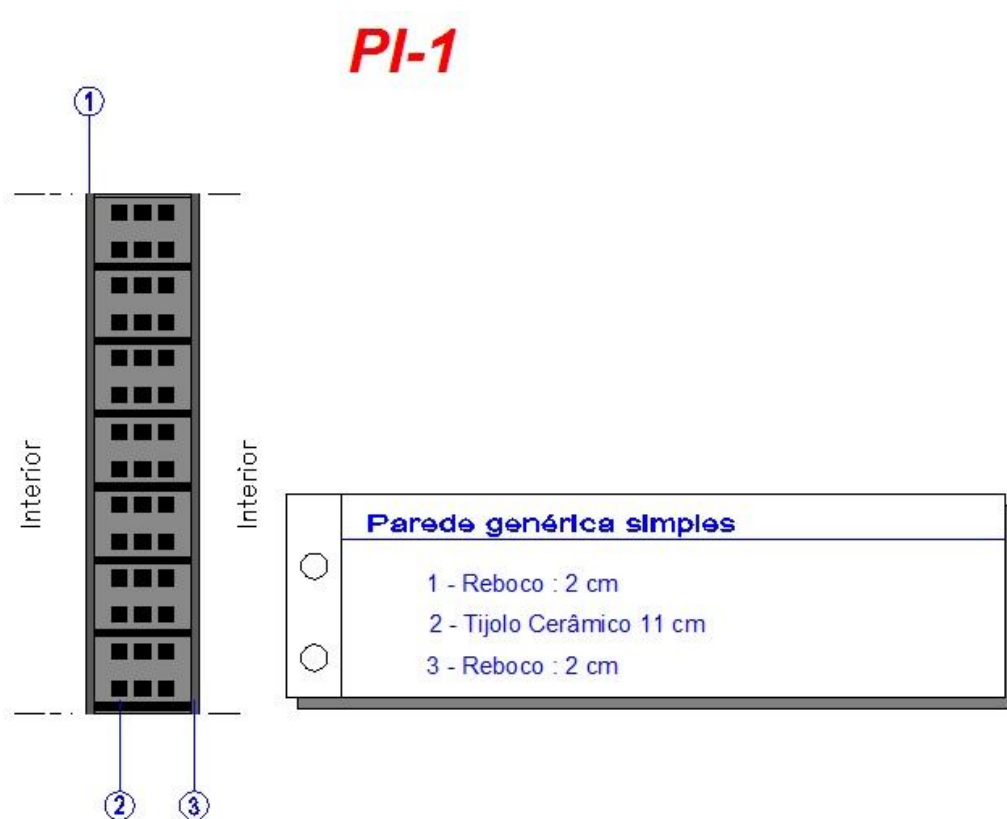 PI-1
1
Interior
Interior
Parede genérica simples
1 - Reboco : 2 cm
2 - Tijolo Cerâmico 11 cm
3 - Reboco : 2 cm
2
3